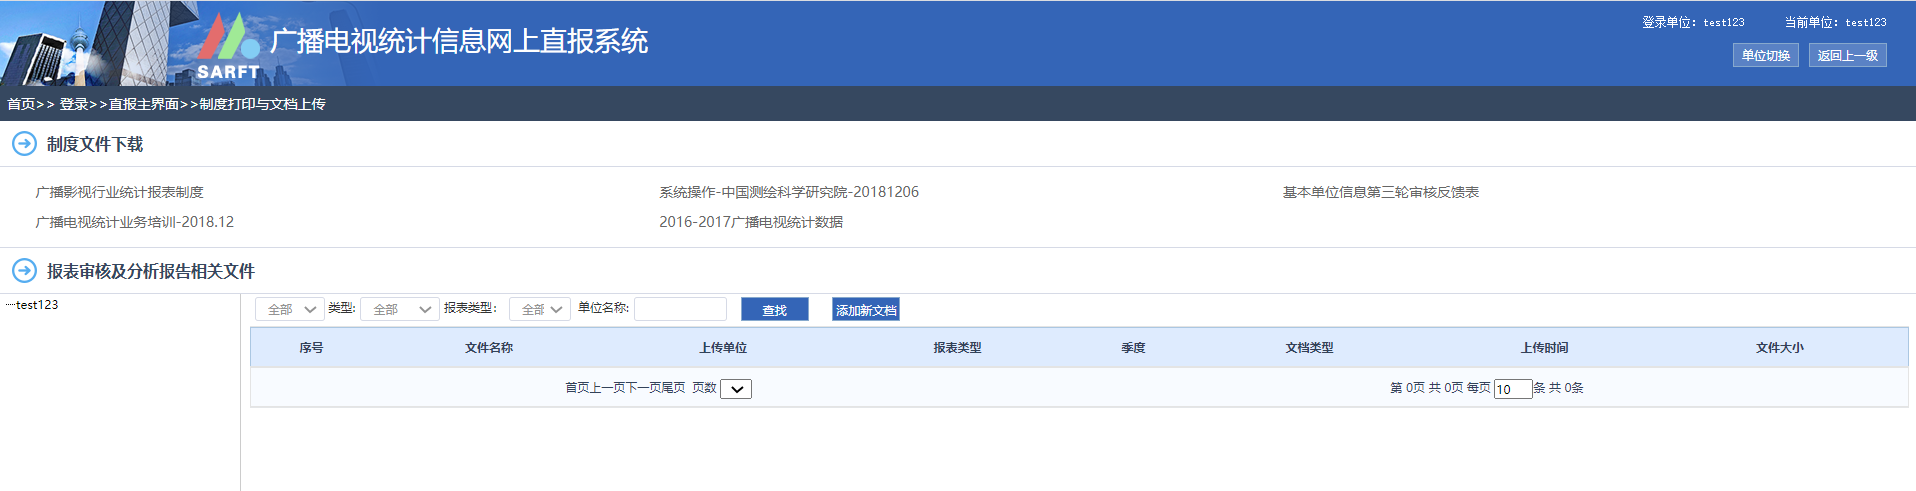 登录单位：test123 当前单位：test123
SARFT 广播电视统计信息网上直报系统
单位切换 返回上一级
首页>> 登录>>直报主界面>>制度打印与文档上传
制度文件下载
广播影视行业统计报表制度 系统操作-中国测绘科学研究院-20181206 基本单位信息第三轮审核反馈表
广播电视统计业务培训-2018.12 2016-2017广播电视统计数据
报表审核及分析报告相关文件
test123
全部 类型: 全部 报表类型： 全部 单位名称: 查找 添加新文档
序号 文件名称 上传单位 报表类型 季度 文档类型 上传时间 文件大小
首页上一页下一页尾页 页数 第 0页 共 0页 每页 10 条 共 0条